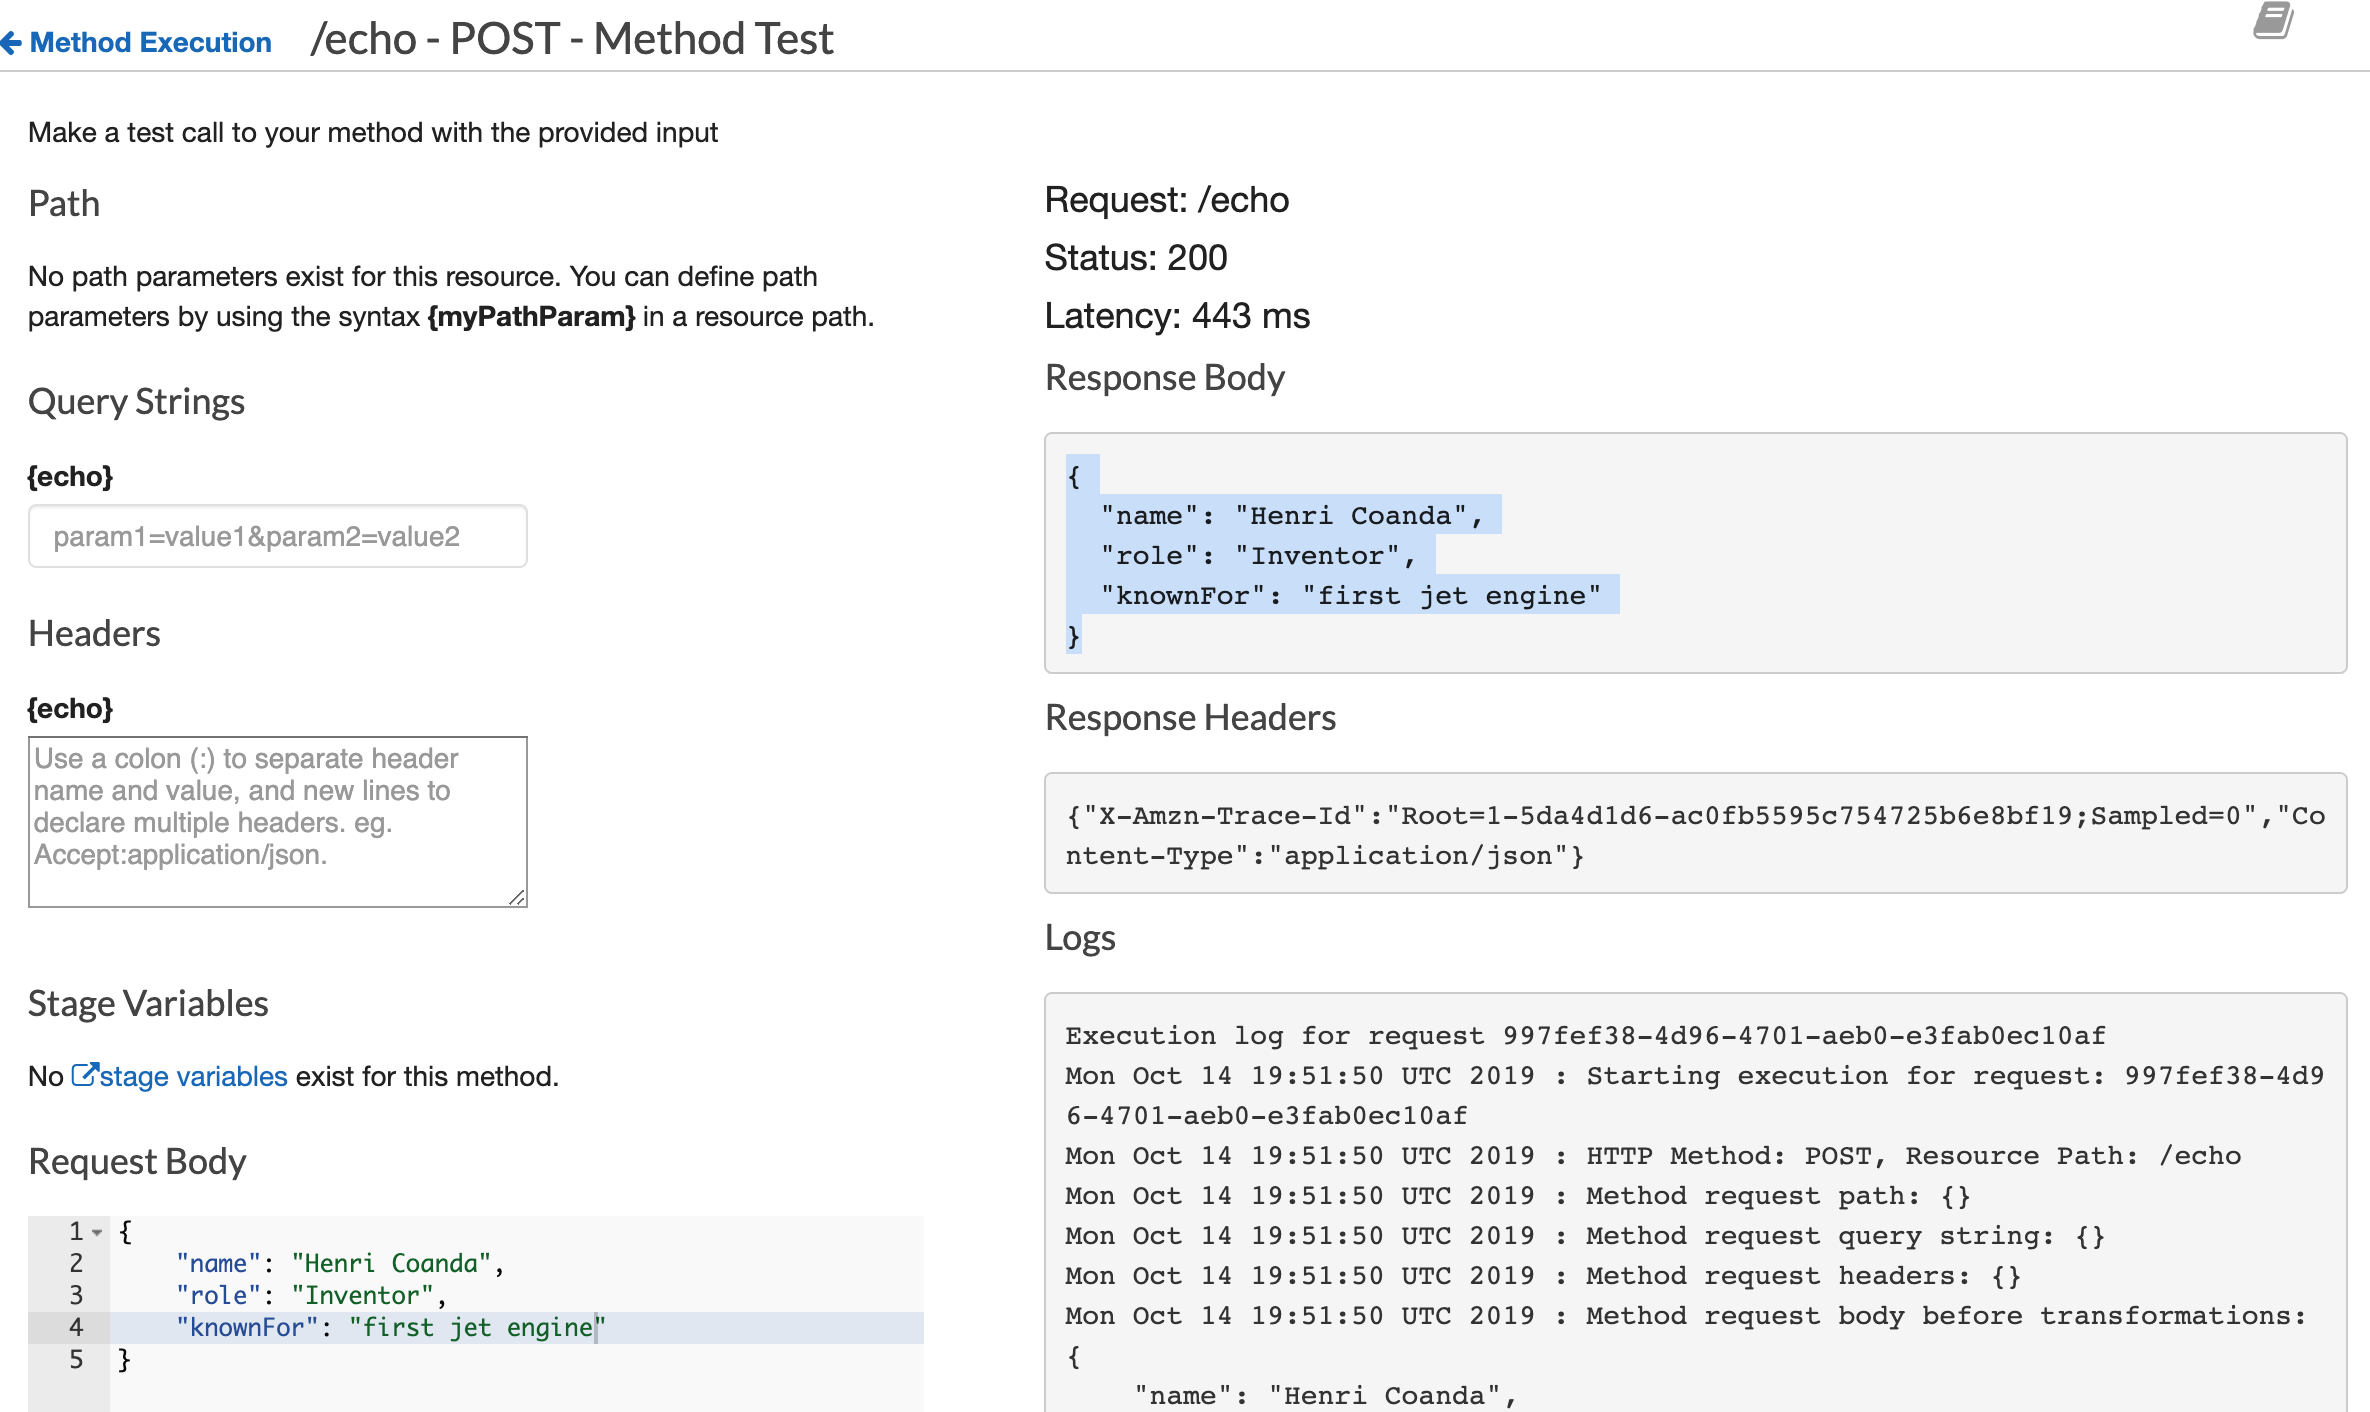 Method Execution /echo - POST - Method Test
Make a test call to your method with the provided input
Path
No path parameters exist for this resource. You can define path
parameters by using the syntax {myPathParam} in a resource path.
Query Strings
{echo}
param1=value1&param2=value2
Headers
{echo}
Use a colon (:) to separate header
name and value, and new lines to
declare multiple headers. eg.
Accept:application/json.
Stage Variables
No stage variables exist for this method.
Request Body
1 {
2 "name": "Henri Coanda",
3 "role": "Inventor",
4 "knownFor": "first jet engine"
5 }
Request: /echo
Status: 200
Latency: 443 ms
Response Body
{
"name": "Henri Coanda",
"role": "Inventor",
"knownFor": "first jet engine"
}
Response Headers
{"X-Amzn-Trace-Id":"Root=1-5da4d1d6-ac0fb5595c754725b6e8bf19;Sampled=0","Co
ntent-Type":"application/json"}
Logs
Execution log for request 997fef38-4d96-4701-aeb0-e3fab0ec10af
Mon Oct 14 19:51:50 UTC 2019 : Starting execution for request: 997fef38-4d9
6-4701-aeb0-e3fab0ec10af
Mon Oct 14 19:51:50 UTC 2019 : HTTP Method: POST, Resource Path: /echo
Mon Oct 14 19:51:50 UTC 2019 : Method request path: {}
Mon Oct 14 19:51:50 UTC 2019 : Method request query string: {}
Mon Oct 14 19:51:50 UTC 2019 : Method request headers: {}
Mon Oct 14 19:51:50 UTC 2019 : Method request body before transformations:
{
"name": "Henri Coanda",